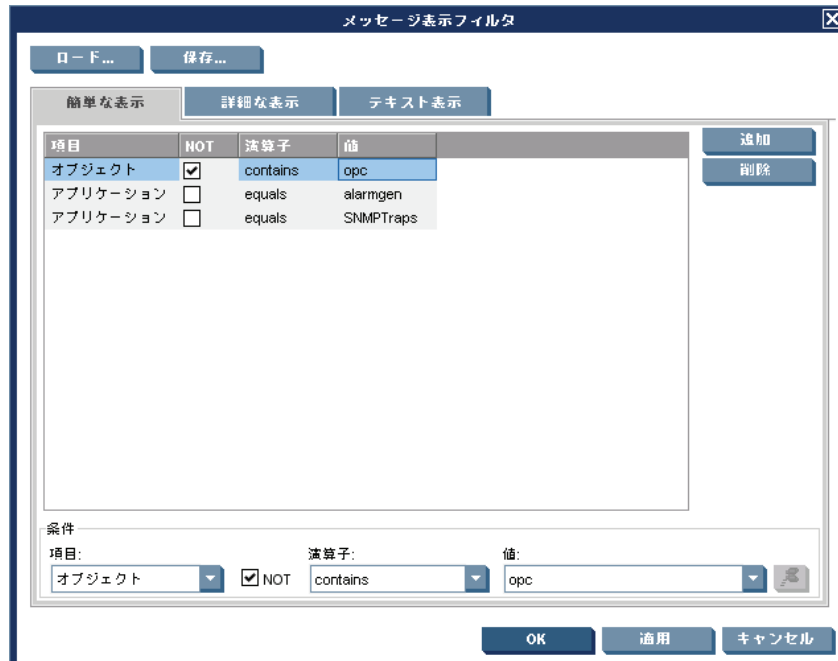 メッセージ表示フィルタ
ロード... 保存...
簡単な表示 詳細な表示 テキスト表示
項目 NOT 演算子 値
オブジェクト contains opc
アプリケーション equals alarmgen
アプリケーション equals SNMPTraps
追加
削除
条件
項目: 演算子: 値:
オブジェクト NOT contains opc
OK 適用 キャンセル